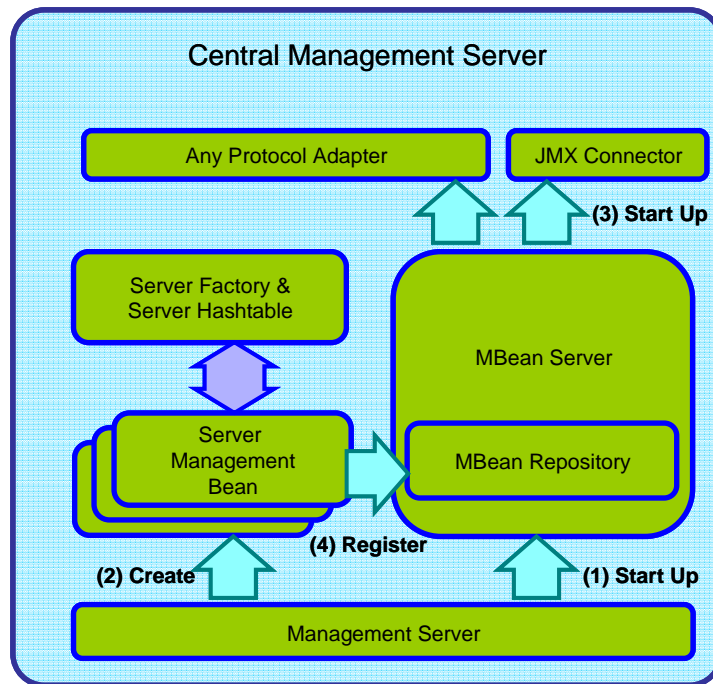 Central Management Server
Any Protocol Adapter
JMX Connector
(3) Start Up
Server Factory &
Server Hashtable
MBean Server
Server
Management
Bean
MBean Repository
(4) Register
(2) Create
(1) Start Up
Management Server